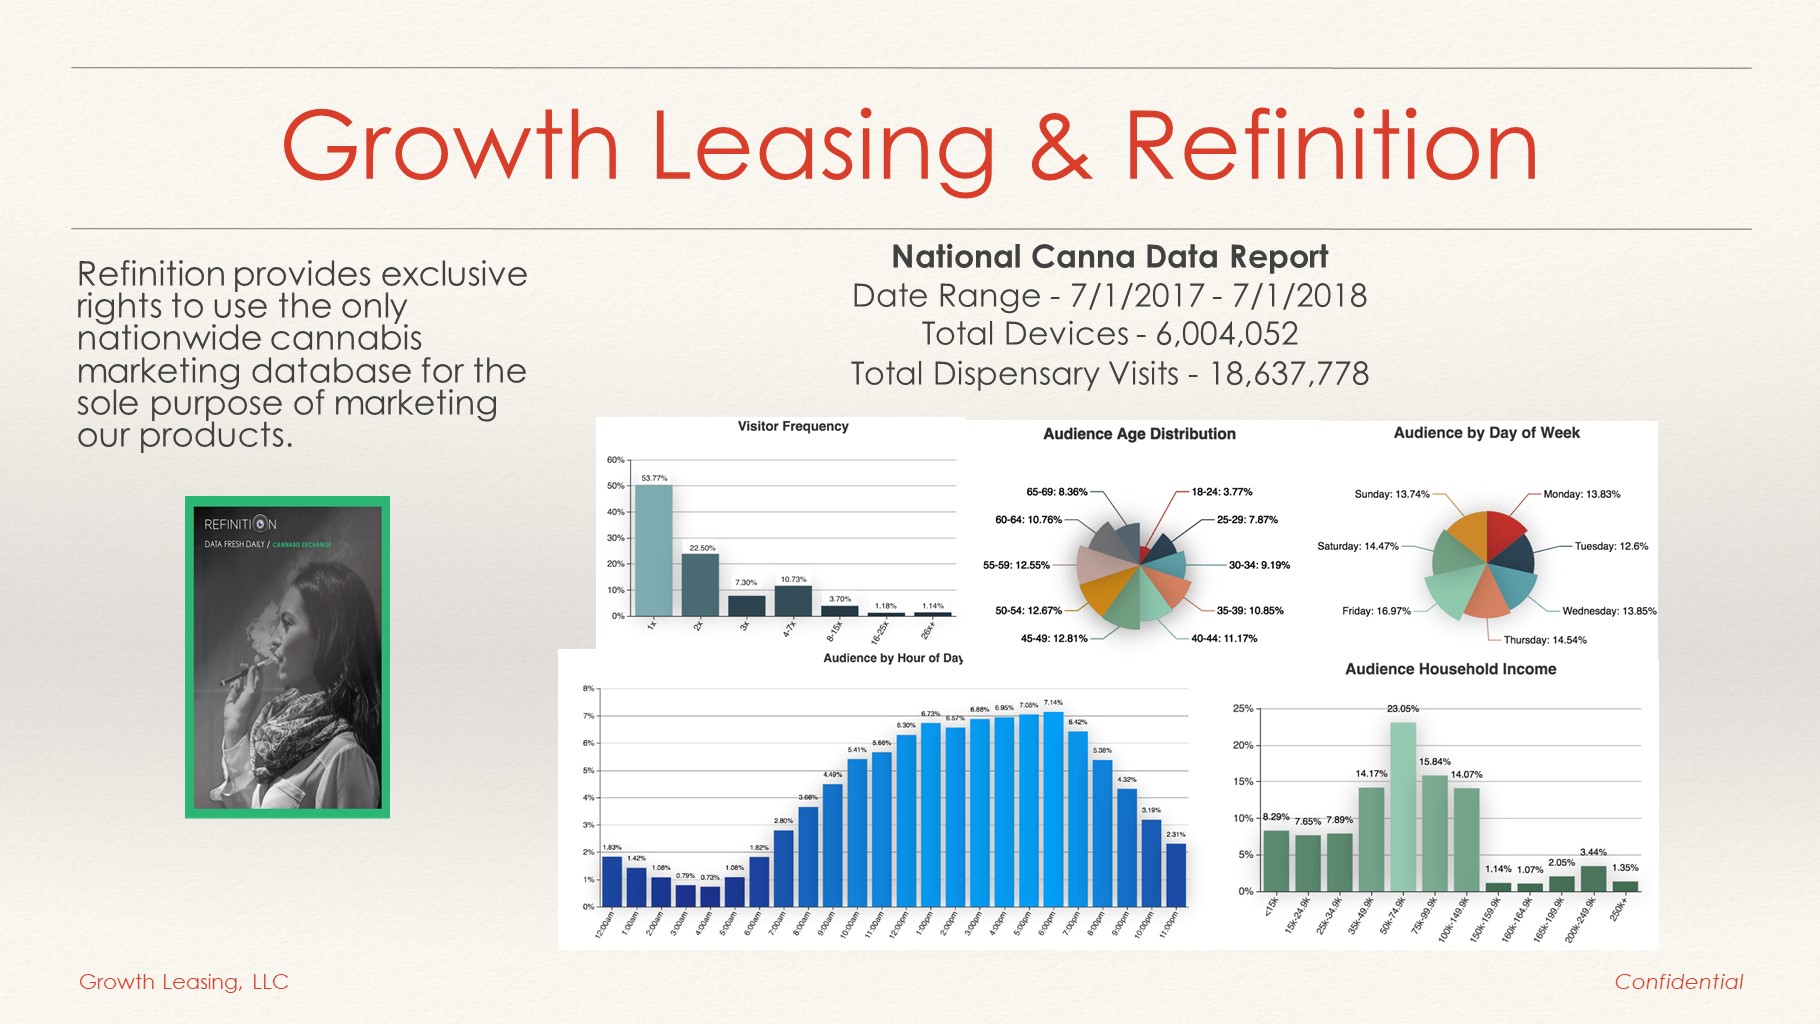 Growth Leasing & Refinition
Refinition provides exclusive
rights to use the only
nationwide cannabis
marketing database for the
sole purpose of marketing
our products.
REFINITION
DATA FRESH DAILY / CANNABIS EXCHANGE
National Canna Data Report
Date Range - 7/1/2017 - 7/1/2018
Total Devices - 6,004,052
Total Dispensary Visits - 18,637,778
Visitor Frequency
60%
50%
40%
30%
20%
10%
0%
53.77%
22.50%
7.30%
10.73%
3.70%
1.18%
1.14%
1x
2x
3x
4-7x
8-15x
16-25x
26x+
Audience Age Distribution
65-69: 8.36%
18-24: 3.77%
60-64: 10.76%
25-29: 7.87%
55-59: 12.55%
30-34: 9.19%
50-54: 12.67%
35-39: 10.85%
45-49: 12.81%
40-44: 11.17%
Audience by Day of Week
Sunday: 13.74%
Monday: 13.83%
Saturday: 14.47%
Tuesday: 12.6%
Friday: 16.97%
Wednesday: 13.85%
Thursday: 14.54%
Audience by Hour of Day
8%
7%
6%
5%
4%
3%
2%
1%
0%
1.83%
1.42%
1.08%
0.79%
0.73%
1.08%
1.82%
2.80%
3.66%
4.49%
5.41%
5.66%
6.30%
6.73%
6.57%
6.88%
6.95%
7.05%
7.14%
6.42%
5.38%
4.32%
3.19%
2.31%
12:00am
1:00am
2:00am
3:00am
4:00am
5:00am
6:00am
7:00am
8:00am
9:00am
10:00am
11:00am
12:00pm
1:00pm
2:00pm
3:00pm
4:00pm
5:00pm
6:00pm
7:00pm
8:00pm
9:00pm
10:00pm
11:00pm
Audience Household Income
25%
20%
15%
10%
5%
0%
8.29%
7.65%
7.89%
14.17%
23.05%
15.84%
14.07%
1.14%
1.07%
2.05%
3.44%
1.35%
<15k
15k-24.9k
25k-34.9k
35k-49.9k
50k-74.9k
75k-99.9k
100k-149.9k
150k-159.9k
160k-164.9k
165k-199.9k
200k-249.9k
250k+
Growth Leasing, LLC
Confidential